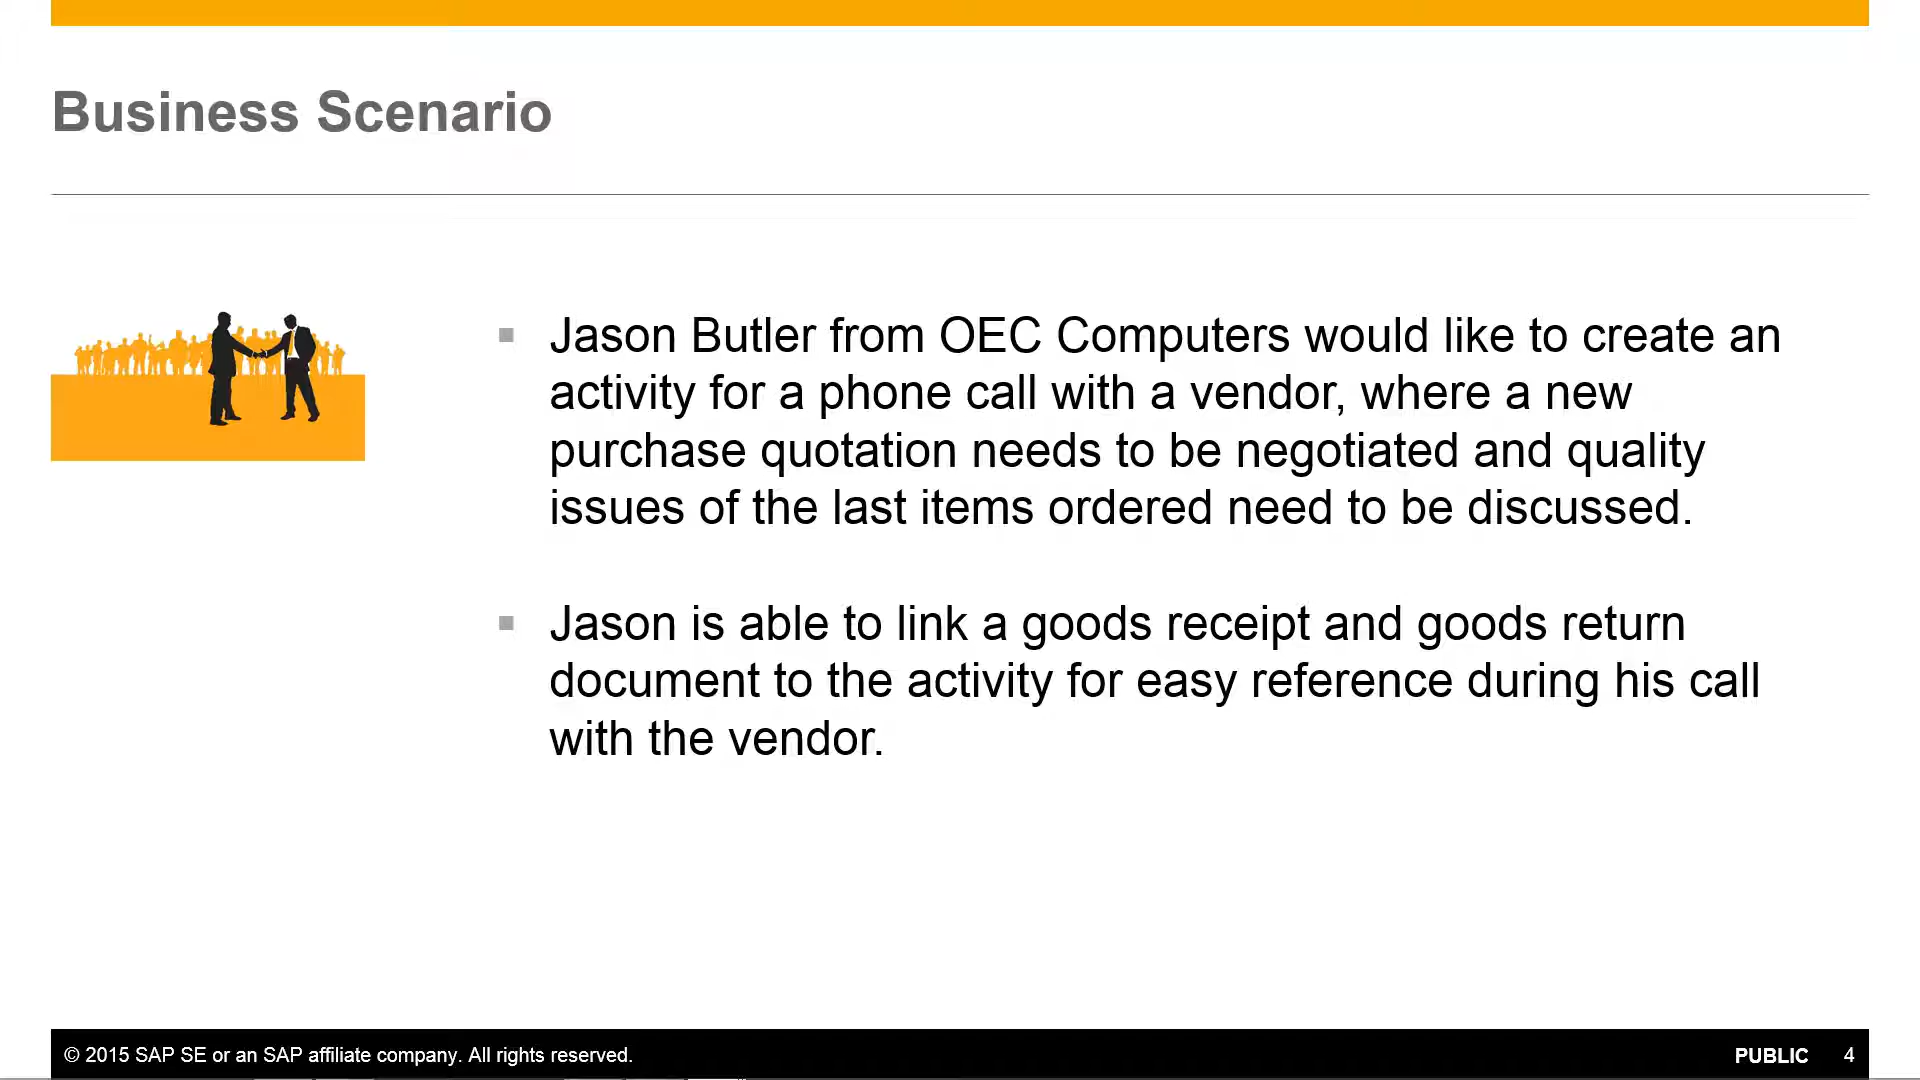 Business Scenario
Jason Butler from OEC Computers would like to create an
activity for a phone call with a vendor, where a new
purchase quotation needs to be negotiated and quality
issues of the last items ordered need to be discussed.
Jason is able to link a goods receipt and goods return
document to the activity for easy reference during his call
with the vendor.
© 2015 SAP SE or an SAP affiliate company. All rights reserved.
PUBLIC 4